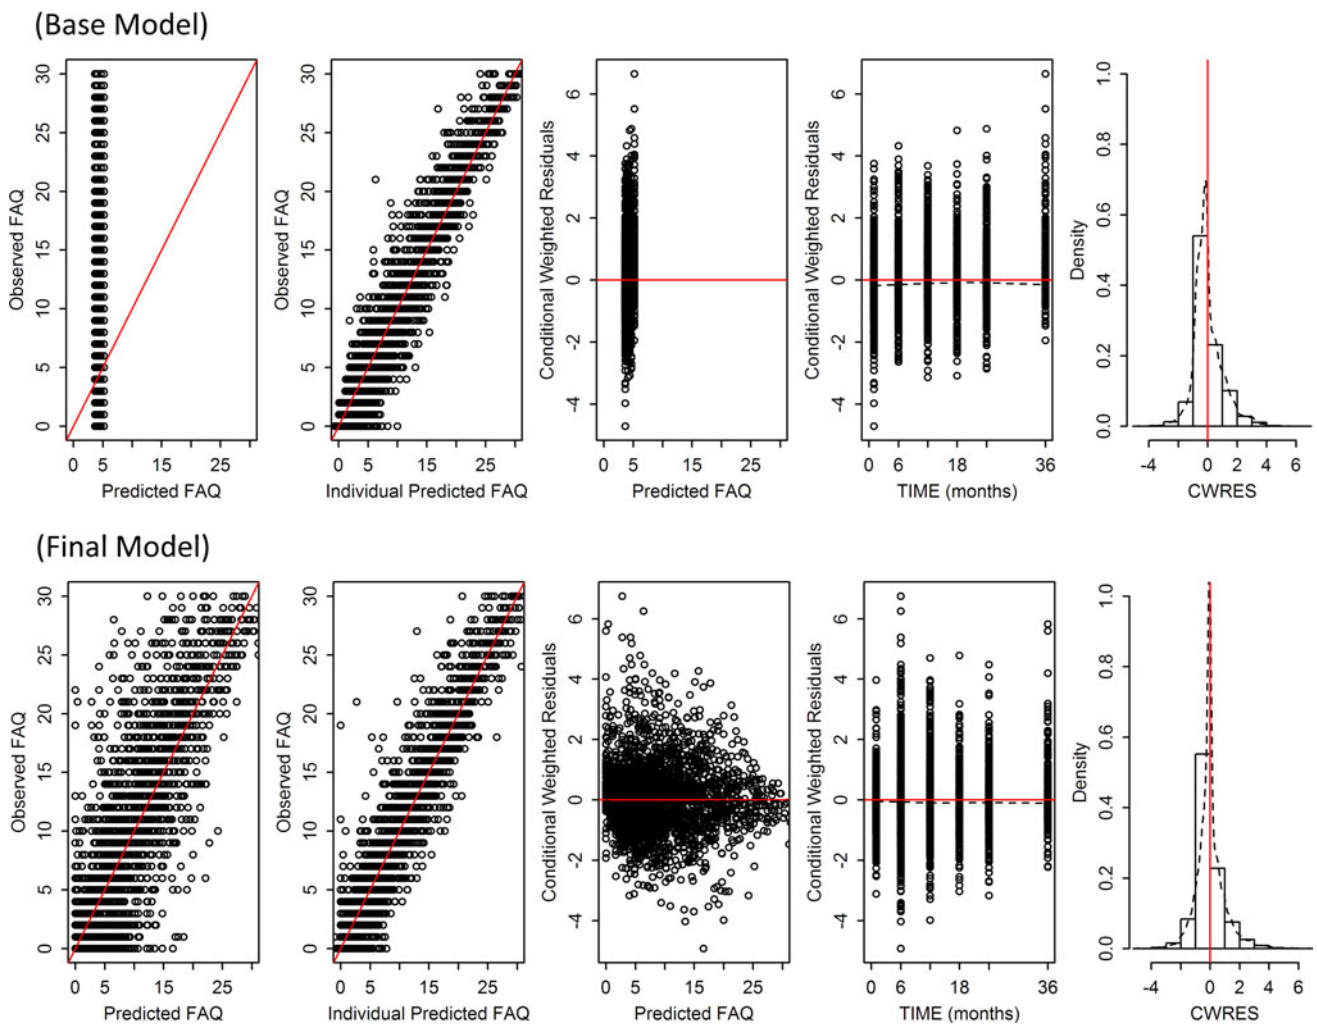 (Base Model)
Observed FAQ
0 5 10 15 20 25 30
0 5 15 25
Predicted FAQ
Observed FAQ
0 5 10 15 20 25 30
0 5 15 25
Individual Predicted FAQ
Conditional Weighted Residuals
-4 -2 0 2 4 6
0 5 15 25
Predicted FAQ
Conditional Weighted Residuals
-4 -2 0 2 4 6
0 6 18 36
TIME (months)
Density
0.0 0.2 0.4 0.6 0.8 1.0
-4 0 2 4 6
CWRES
(Final Model)
Observed FAQ
0 5 10 15 20 25 30
0 5 15 25
Predicted FAQ
Observed FAQ
0 5 10 15 20 25 30
0 5 15 25
Individual Predicted FAQ
Conditional Weighted Residuals
-4 -2 0 2 4 6
0 5 15 25
Predicted FAQ
Conditional Weighted Residuals
-4 -2 0 2 4 6
0 6 18 36
TIME (months)
Density
0.0 0.2 0.4 0.6 0.8 1.0
-4 0 2 4 6
CWRES